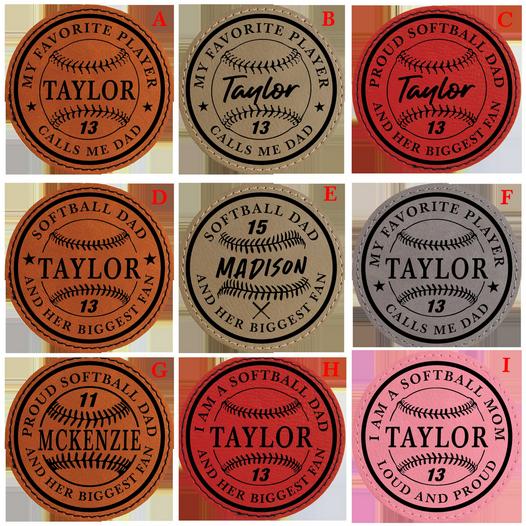 A
MY FAVORITE PLAYER
TAYLOR
13
CALLS ME DAD
B
MY FAVORITE PLAYER
Taylor
13
CALLS ME DAD
C
PROUD SOFTBALL DAD
Taylor
13
AND HER BIGGEST FAN
D
SOFTBALL DAD
TAYLOR
13
AND HER BIGGEST FAN
E
SOFTBALL DAD
15
MADISON
AND HER BIGGEST FAN
F
MY FAVORITE PLAYER
TAYLOR
13
CALLS ME DAD
G
PROUD SOFTBALL DAD
11
MCKENZIE
AND HER BIGGEST FAN
H
I AM A SOFTBALL DAD
TAYLOR
13
AND HER BIGGEST FAN
I
I AM A SOFTBALL MOM
TAYLOR
13
LOUD AND PROUD